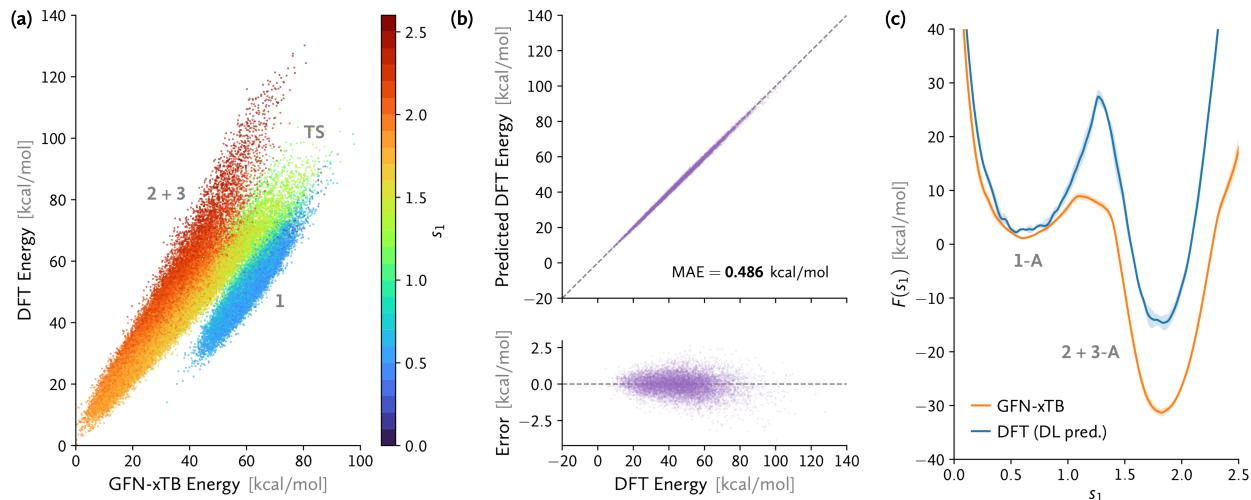 (a)
140
120
100
80
60
40
20
0
DFT Energy [kcal/mol]
0 20 40 60 80 100
GFN-xTB Energy [kcal/mol]
2 + 3
TS
1
2.5
2.0
1.5
1.0
0.5
0.0
s1
(b)
140
120
100
80
60
40
20
0
−20
Predicted DFT Energy [kcal/mol]
MAE = 0.486 kcal/mol
2.5
0.0
−2.5
Error [kcal/mol]
−20 0 20 40 60 80 100 120 140
DFT Energy [kcal/mol]
(c)
40
30
20
10
0
−10
−20
−30
−40
F(s1) [kcal/mol]
1-A
2 + 3-A
GFN-xTB
DFT (DL pred.)
0.0 0.5 1.0 1.5 2.0 2.5
s1